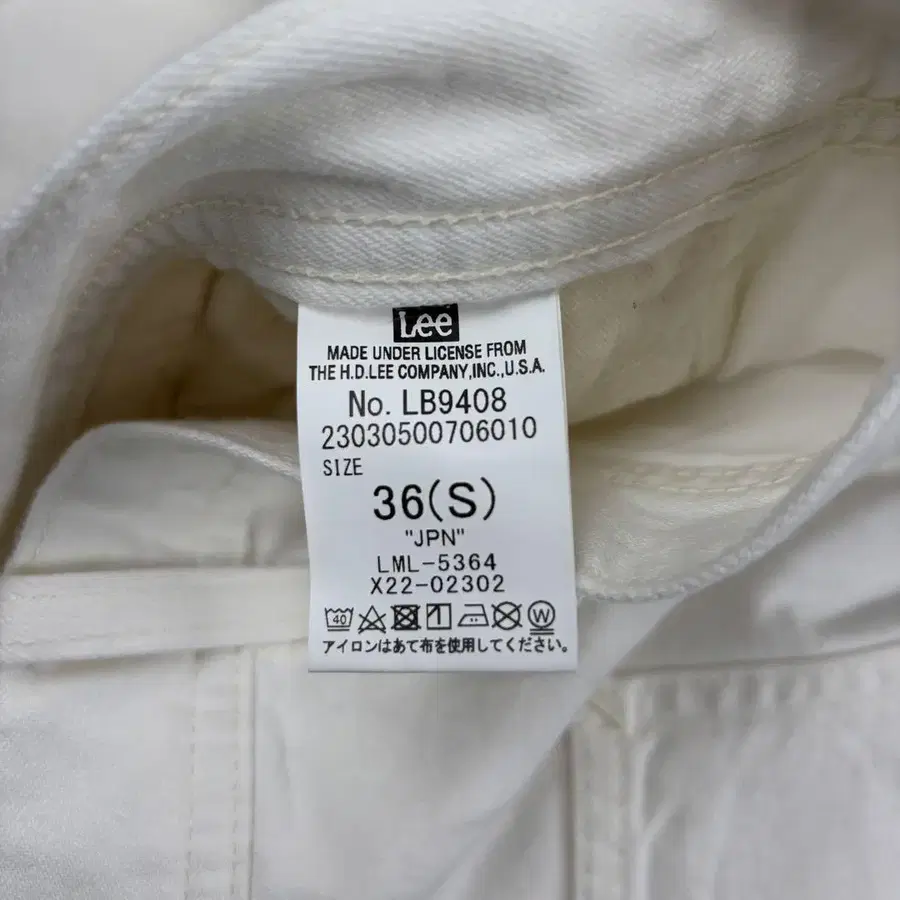 Lee
MADE UNDER LICENSE FROM
THE H.D.LEE COMPANY,INC.,U.S.A.
No. LB9408
23030500706010
SIZE
36(S)
"JPN"
LML-5364
X22-02302
40 W
アイロンはあて布を使用してください。